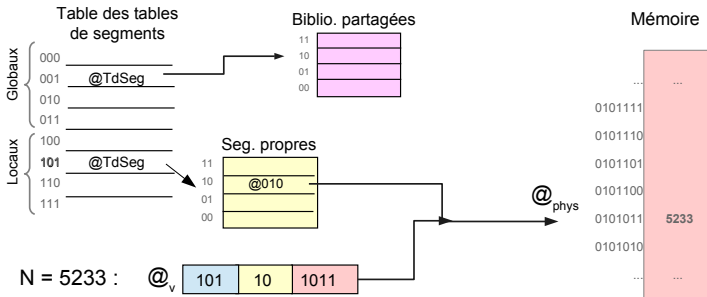 Table des tables
de segments
Biblio. partagées
Mémoire
Globaux
000
001 @TdSeg
010
011
11
10
01
00
Locaux
100
101 @TdSeg
110
111
Seg. propres
11
10 @010
01
00
@phys
... ...
0101111
0101110
0101101
0101100
0101011 5233
0101010
... ...
N = 5233 : @v 101 10 1011